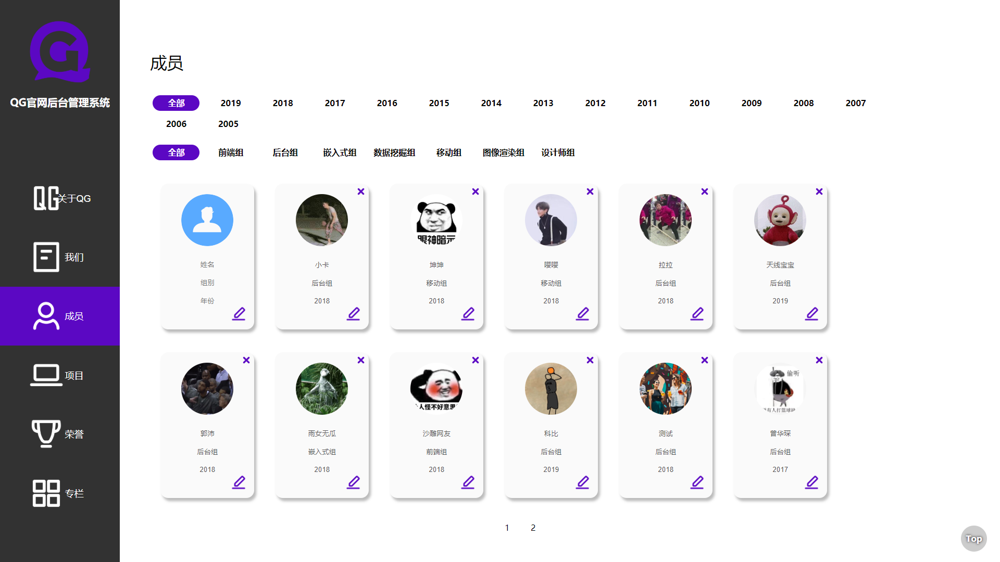 QG官网后台管理系统
QG关于QG
我们
成员
项目
荣誉
专栏
成员
全部 2019 2018 2017 2016 2015 2014 2013 2012 2011 2010 2009 2008 2007
2006 2005
全部 前端组 后台组 嵌入式组 数据挖掘组 移动组 图像渲染组 设计师组
姓名
组别
年份
小卡
后台组
2018
眼神暗示
坤坤
移动组
2018
嘤嘤
移动组
2018
拉拉
后台组
2018
天线宝宝
后台组
2019
郭沛
后台组
2018
雨女无瓜
嵌入式组
2018
人怪不好意思
沙雕网友
前端组
2018
科比
后台组
2019
测试
后台组
2018
偷听
有人打篮球
曾华琛
后台组
2017
1 2
Top